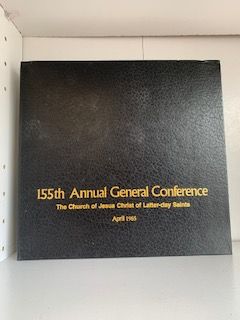 155th Annual General Conference
The Church of Jesus Christ of Latter-day Saints
April 1985